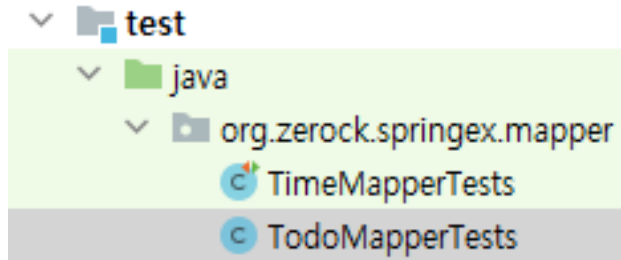 test
java
org.zerock.springex.mapper
TimeMapperTests
TodoMapperTests